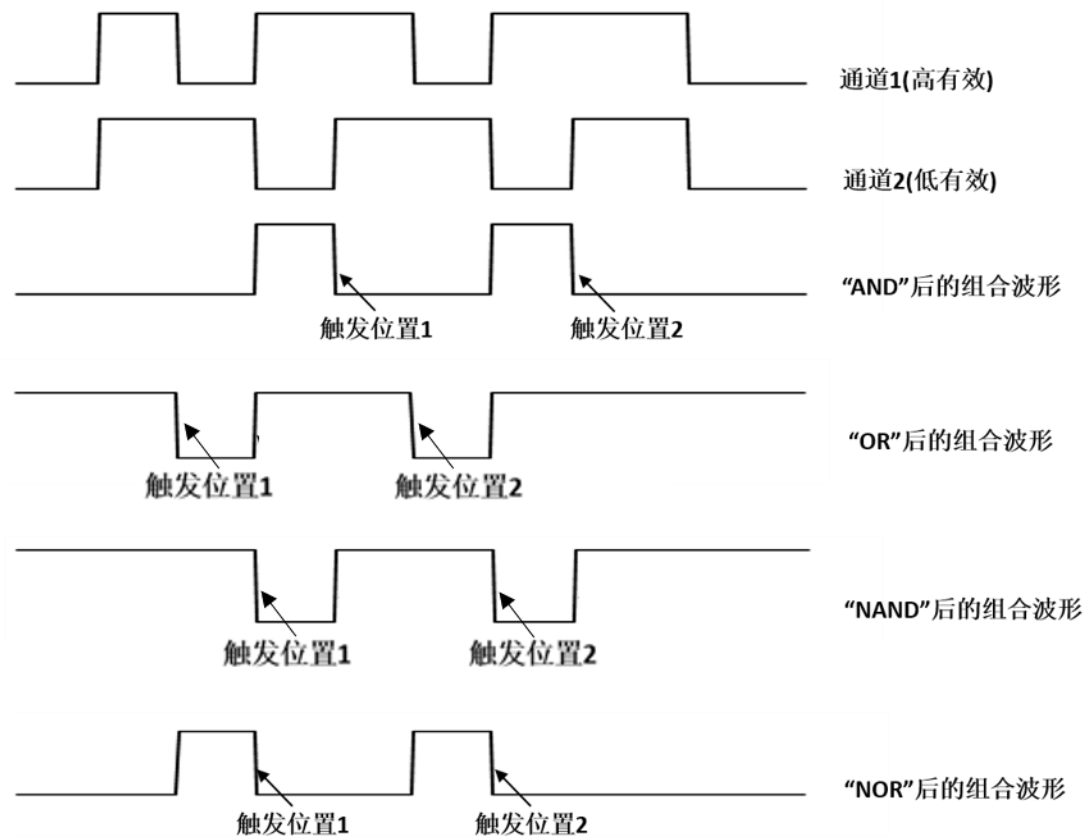 通道1(高有效)
通道2(低有效)
“AND”后的组合波形
触发位置1
触发位置2
“OR”后的组合波形
触发位置1
触发位置2
“NAND”后的组合波形
触发位置1
触发位置2
“NOR”后的组合波形
触发位置1
触发位置2